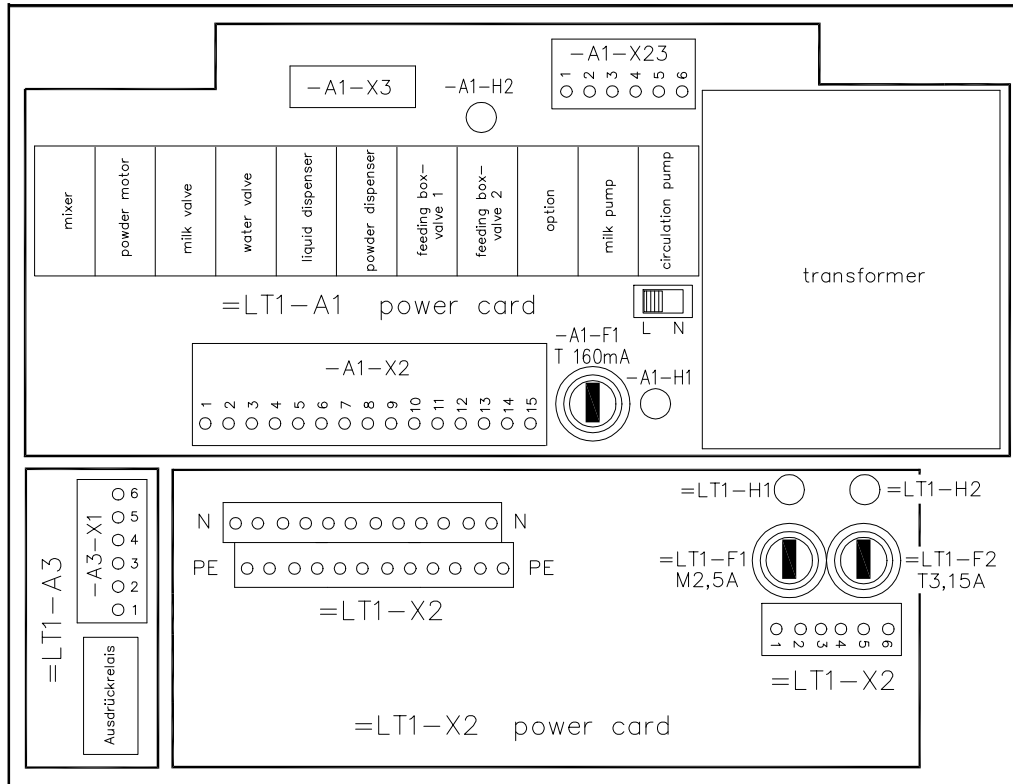 -A1-X23
1 2 3 4 5 6
-A1-X3
-A1-H2
mixer
powder motor
milk valve
water valve
liquid dispenser
powder dispenser
feeding box-
valve 1
feeding box-
valve 2
option
milk pump
circulation pump
transformer
=LT1-A1 power card
L N
-A1-F1
T 160mA
-A1-H1
-A1-X2
1 2 3 4 5 6 7 8 9 10 11 12 13 14 15
=LT1-A3
-A3-X1
6
5
4
3
2
1
Ausdrückrelais
N N
PE PE
=LT1-X2
=LT1-H1
=LT1-H2
=LT1-F1
M2,5A
=LT1-F2
T3,15A
1 2 3 4 5 6
=LT1-X2
=LT1-X2 power card